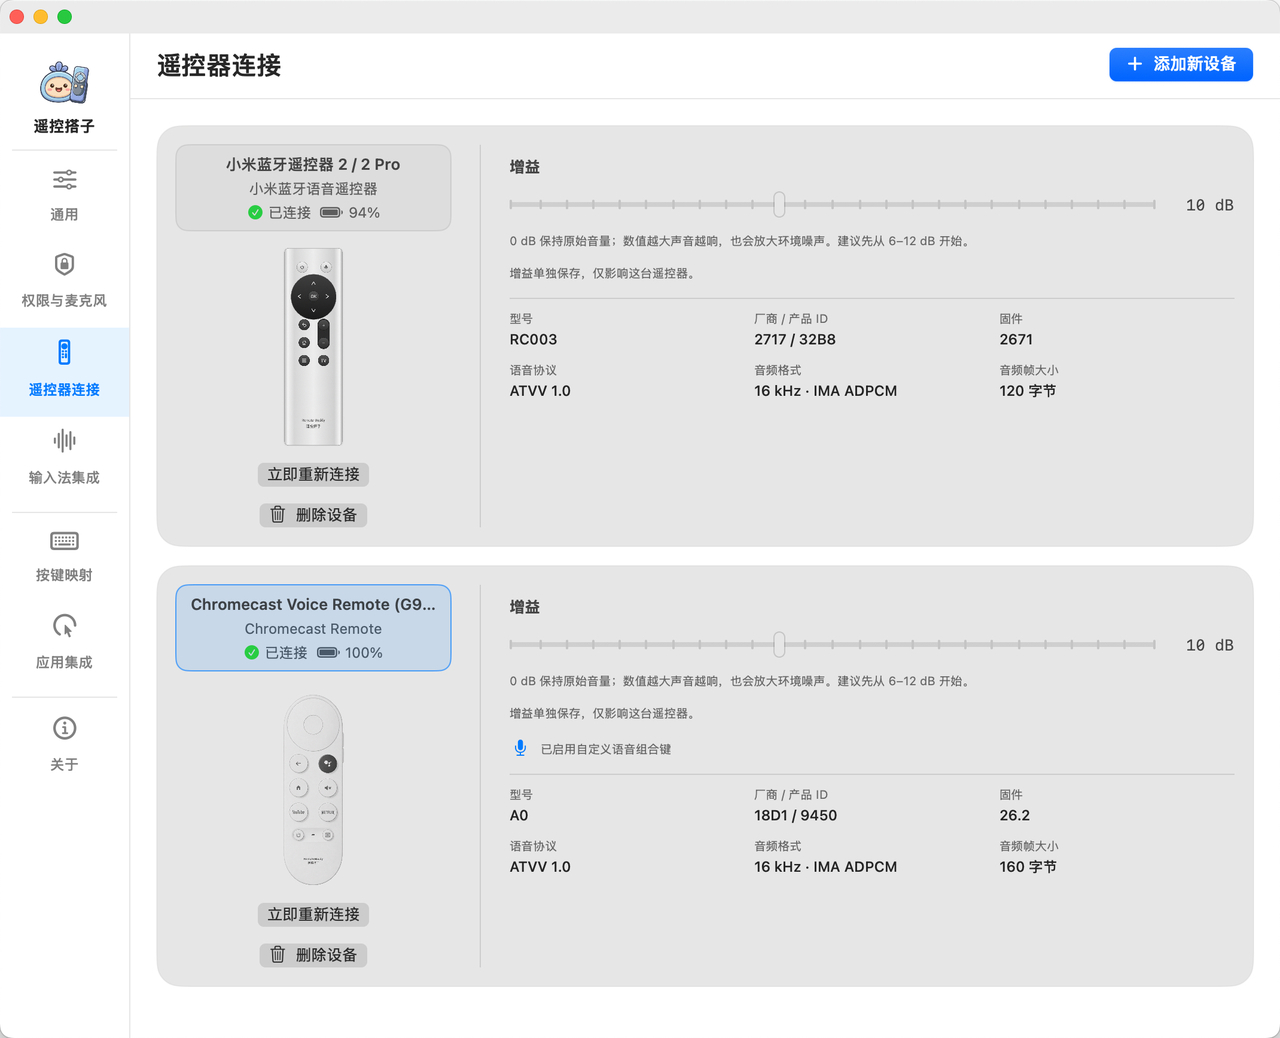 遥控搭子
通用
权限与麦克风
遥控器连接
输入法集成
按键映射
应用集成
关于
遥控器连接
添加新设备
小米蓝牙遥控器 2 / 2 Pro
小米蓝牙语音遥控器
已连接 94%
立即重新连接
删除设备
增益
10 dB
0 dB 保持原始音量；数值越大声音越响，也会放大环境噪声。建议先从 6–12 dB 开始。
增益单独保存，仅影响这台遥控器。
型号 厂商 / 产品 ID 固件
RC003 2717 / 32B8 2671
语音协议 音频格式 音频帧大小
ATVV 1.0 16 kHz · IMA ADPCM 120 字节
Chromecast Voice Remote (G9...
Chromecast Remote
已连接 100%
YouTube NETFLIX
立即重新连接
删除设备
增益
10 dB
0 dB 保持原始音量；数值越大声音越响，也会放大环境噪声。建议先从 6–12 dB 开始。
增益单独保存，仅影响这台遥控器。
已启用自定义语音组合键
型号 厂商 / 产品 ID 固件
A0 18D1 / 9450 26.2
语音协议 音频格式 音频帧大小
ATVV 1.0 16 kHz · IMA ADPCM 160 字节